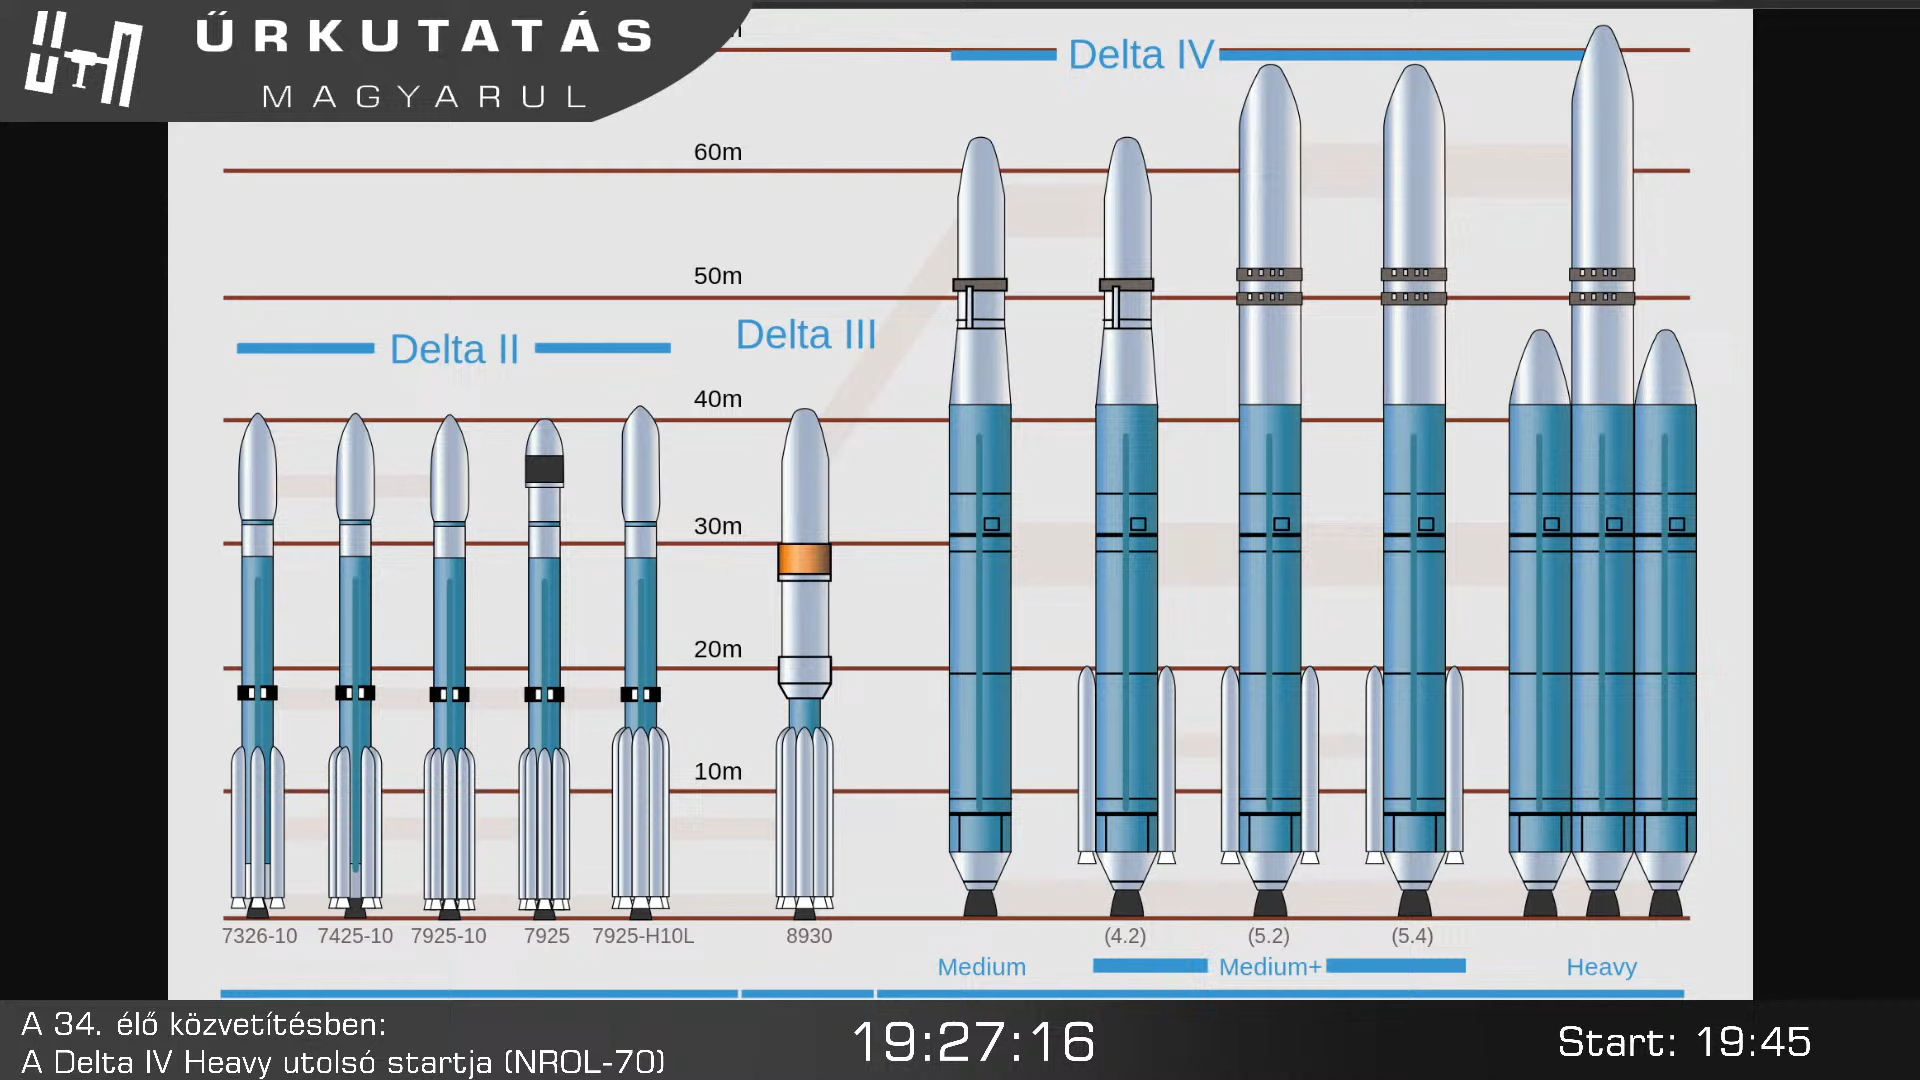 ŰRKUTATÁS
MAGYARUL
Delta IV
60m
50m
Delta II
Delta III
40m
30m
20m
10m
7326-10 7425-10 7925-10 7925 7925-H10L 8930 (4.2) (5.2) (5.4)
Medium Medium+ Heavy
A 34. élő közvetítésben:
A Delta IV Heavy utolsó startja (NROL-70)
19:27:16
Start: 19:45